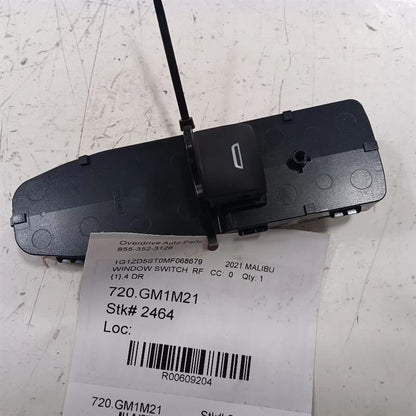 Overdrive Auto Parts
855-352-3126
1G1ZD5ST0MF068679 2021 MALIBU
WINDOW SWITCH RF CC: 0 Qty: 1
(1),4 DR
720.GM1M21
Stk# 2464
Loc:
R00609204
720.GM1M21